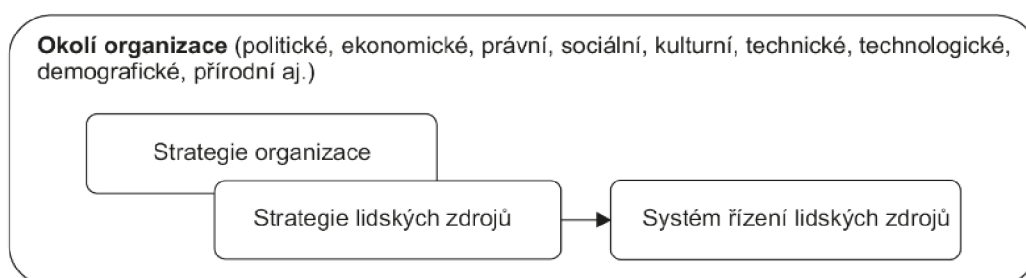 Okolí organizace (politické, ekonomické, právní, sociální, kulturní, technické, technologické,
demografické, přírodní aj.)
Strategie organizace
Strategie lidských zdrojů
Systém řízení lidských zdrojů